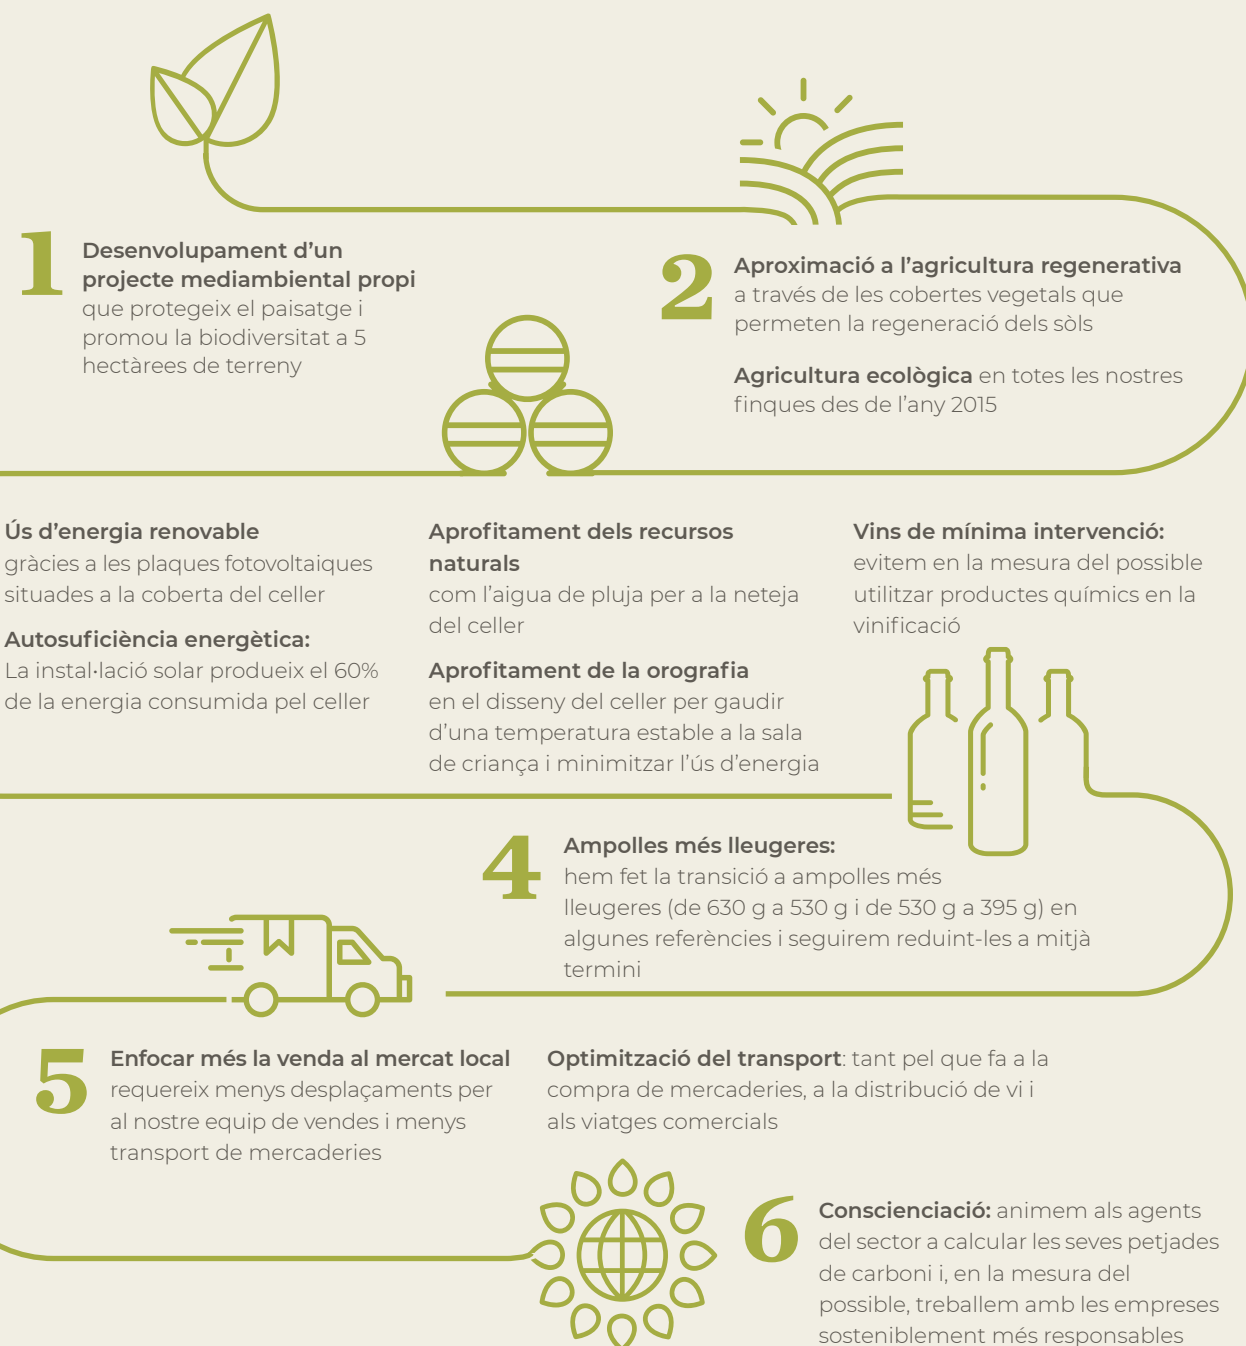 1
Desenvolupament d’un
projecte mediambiental propi
que protegeix el paisatge i
promou la biodiversitat a 5
hectàrees de terreny
2
Aproximació a l’agricultura regenerativa
a través de les cobertes vegetals que
permeten la regeneració dels sòls
Agricultura ecològica en totes les nostres
finques des de l’any 2015
Ús d’energia renovable
gràcies a les plaques fotovoltaiques
situades a la coberta del celler
Autosuficiència energètica:
La instal·lació solar produeix el 60%
de la energia consumida pel celler
Aprofitament dels recursos
naturals
com l’aigua de pluja per a la neteja
del celler
Aprofitament de la orografia
en el disseny del celler per gaudir
d’una temperatura estable a la sala
de criança i minimitzar l’ús d’energia
Vins de mínima intervenció:
evitem en la mesura del possible
utilitzar productes químics en la
vinificació
4
Ampolles més lleugeres:
hem fet la transició a ampolles més
lleugeres (de 630 g a 530 g i de 530 g a 395 g) en
algunes referències i seguirem reduint-les a mitjà
termini
5
Enfocar més la venda al mercat local
requereix menys desplaçaments per
al nostre equip de vendes i menys
transport de mercaderies
Optimització del transport: tant pel que fa a la
compra de mercaderies, a la distribució de vi i
als viatges comercials
6
Conscienciació: animem als agents
del sector a calcular les seves petjades
de carboni i, en la mesura del
possible, treballem amb les empreses
sosteniblement més responsables